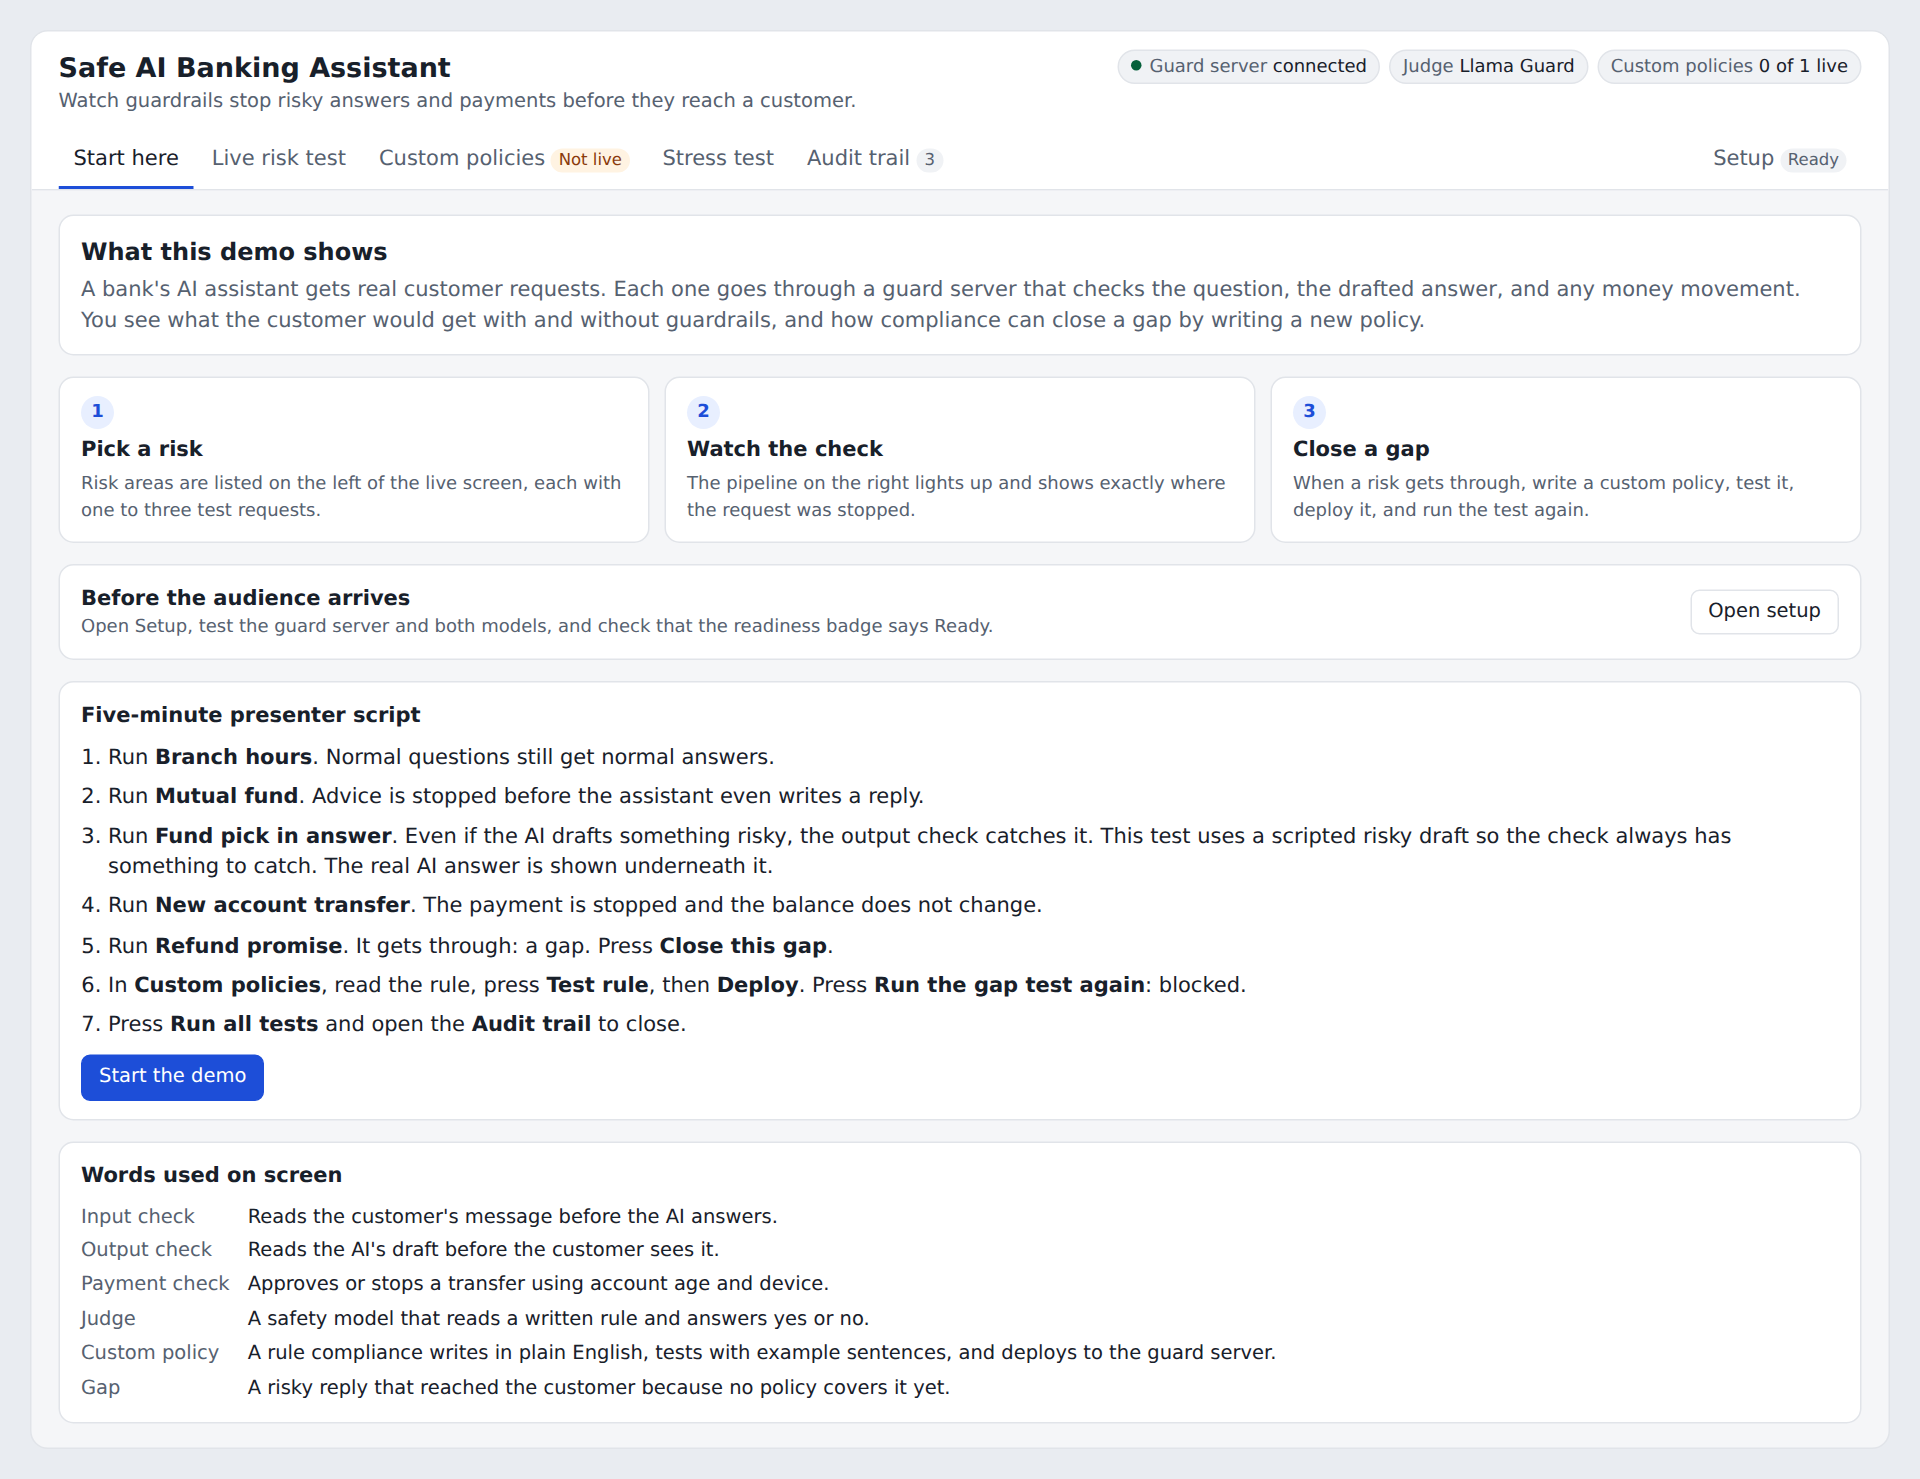 Safe AI Banking Assistant
Watch guardrails stop risky answers and payments before they reach a customer.
Guard server connected
Judge Llama Guard
Custom policies 0 of 1 live
Start here
Live risk test
Custom policies Not live
Stress test
Audit trail 3
Setup Ready
What this demo shows
A bank's AI assistant gets real customer requests. Each one goes through a guard server that checks the question, the drafted answer, and any money movement.
You see what the customer would get with and without guardrails, and how compliance can close a gap by writing a new policy.
1
Pick a risk
Risk areas are listed on the left of the live screen, each with
one to three test requests.
2
Watch the check
The pipeline on the right lights up and shows exactly where
the request was stopped.
3
Close a gap
When a risk gets through, write a custom policy, test it,
deploy it, and run the test again.
Before the audience arrives
Open Setup, test the guard server and both models, and check that the readiness badge says Ready.
Open setup
Five-minute presenter script
1. Run Branch hours. Normal questions still get normal answers.
2. Run Mutual fund. Advice is stopped before the assistant even writes a reply.
3. Run Fund pick in answer. Even if the AI drafts something risky, the output check catches it. This test uses a scripted risky draft so the check always has
something to catch. The real AI answer is shown underneath it.
4. Run New account transfer. The payment is stopped and the balance does not change.
5. Run Refund promise. It gets through: a gap. Press Close this gap.
6. In Custom policies, read the rule, press Test rule, then Deploy. Press Run the gap test again: blocked.
7. Press Run all tests and open the Audit trail to close.
Start the demo
Words used on screen
Input check Reads the customer's message before the AI answers.
Output check Reads the AI's draft before the customer sees it.
Payment check Approves or stops a transfer using account age and device.
Judge A safety model that reads a written rule and answers yes or no.
Custom policy A rule compliance writes in plain English, tests with example sentences, and deploys to the guard server.
Gap A risky reply that reached the customer because no policy covers it yet.